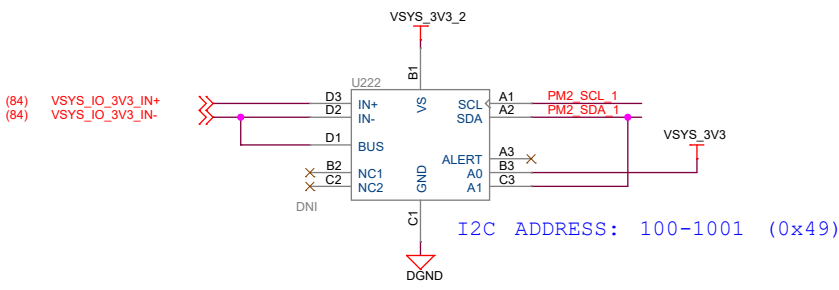 VSYS_3V3_2
U222
B1
(84) VSYS_IO_3V3_IN+ D3 IN+ VS SCL A1 PM2_SCL_1
(84) VSYS_IO_3V3_IN- D2 IN- SDA A2 PM2_SDA_1
VSYS_3V3
D1 BUS
ALERT A3
B2 NC1 A0 B3
C2 NC2 GND A1 C3
DNI
C1
I2C ADDRESS: 100-1001 (0x49)
DGND